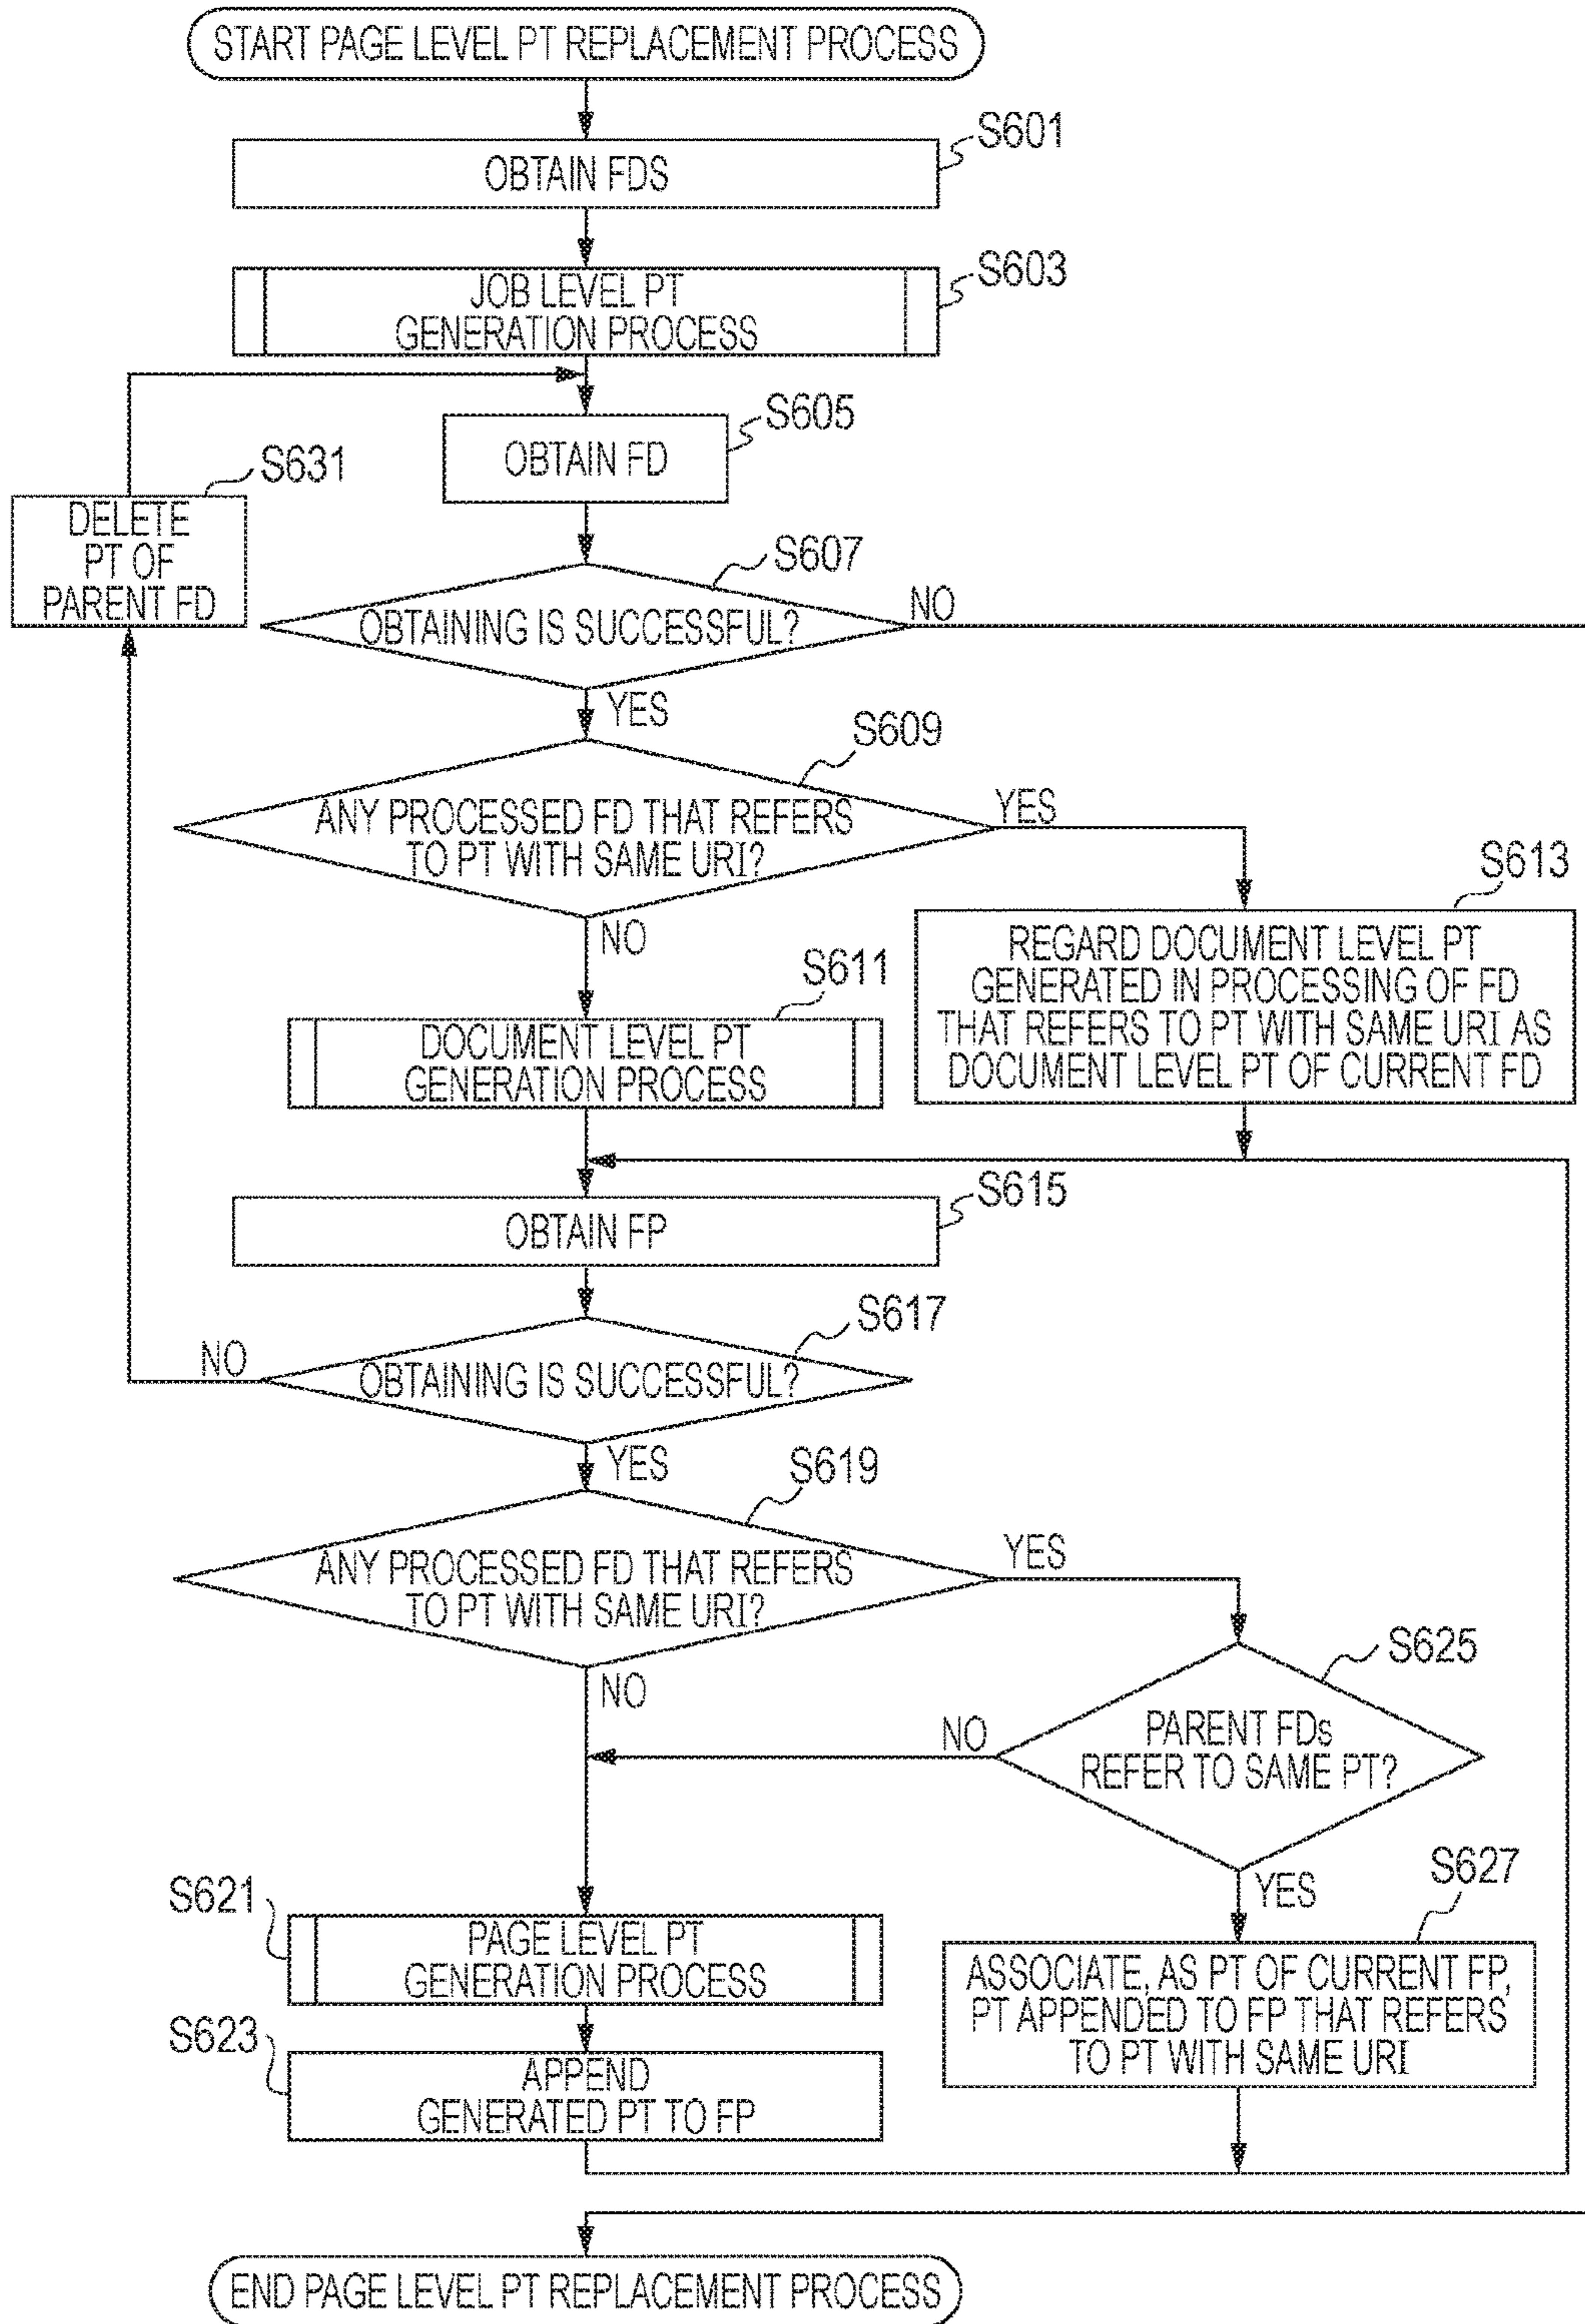 START PAGE LEVEL PT REPLACEMENT PROCESS
S601
OBTAIN FDS
S603
JOB LEVEL PT
GENERATION PROCESS
S605
OBTAIN FD
S631
DELETE
PT OF
PARENT FD
S607
OBTAINING IS SUCCESSFUL?
NO
YES
S609
ANY PROCESSED FD THAT REFERS
TO PT WITH SAME URI?
YES
NO
S613
REGARD DOCUMENT LEVEL PT
GENERATED IN PROCESSING OF FD
THAT REFERS TO PT WITH SAME URI AS
DOCUMENT LEVEL PT OF CURRENT FD
S611
DOCUMENT LEVEL PT
GENERATION PROCESS
S615
OBTAIN FP
S617
OBTAINING IS SUCCESSFUL?
NO
YES
S619
ANY PROCESSED FD THAT REFERS
TO PT WITH SAME URI?
YES
NO
S625
PARENT FDs
REFER TO SAME PT?
NO
YES
S621
PAGE LEVEL PT
GENERATION PROCESS
S627
ASSOCIATE, AS PT OF CURRENT FP,
PT APPENDED TO FP THAT REFERS
TO PT WITH SAME URI
S623
APPEND
GENERATED PT TO FP
END PAGE LEVEL PT REPLACEMENT PROCESS